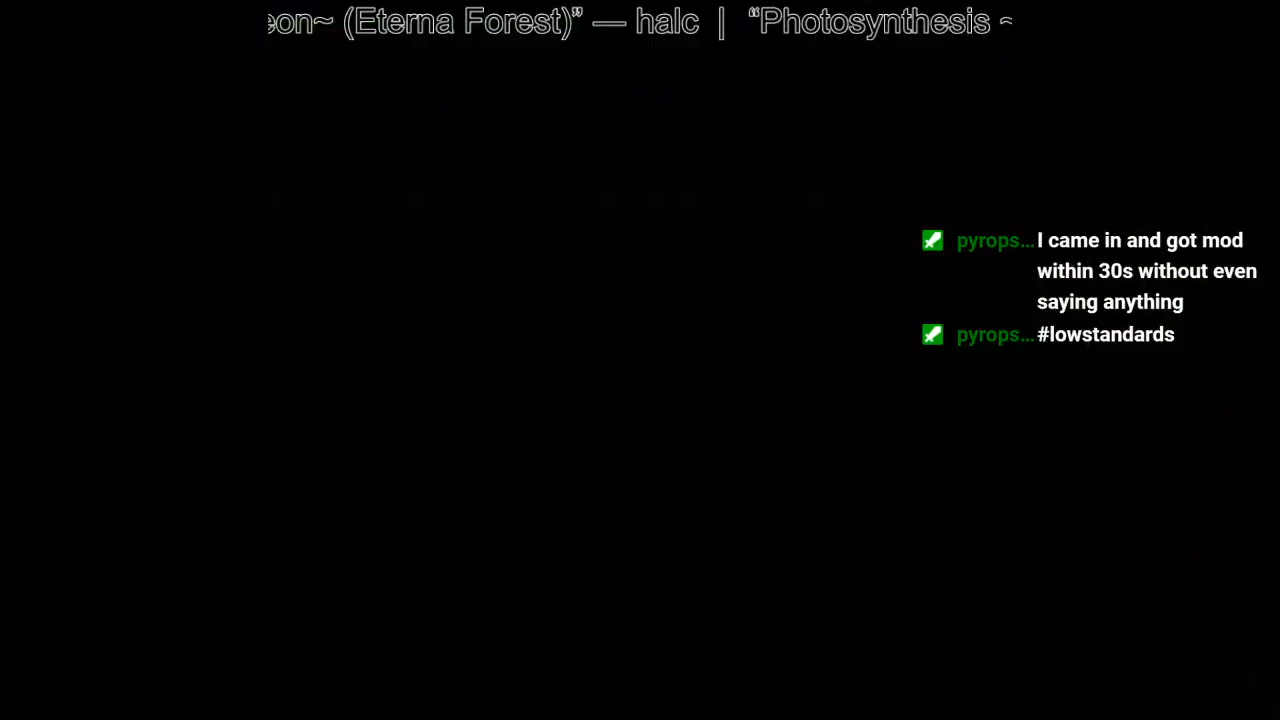 eon~ (Eterna Forest)” — halc | “Photosynthesis ~
pyrops… I came in and got mod
within 30s without even
saying anything
pyrops… #lowstandards